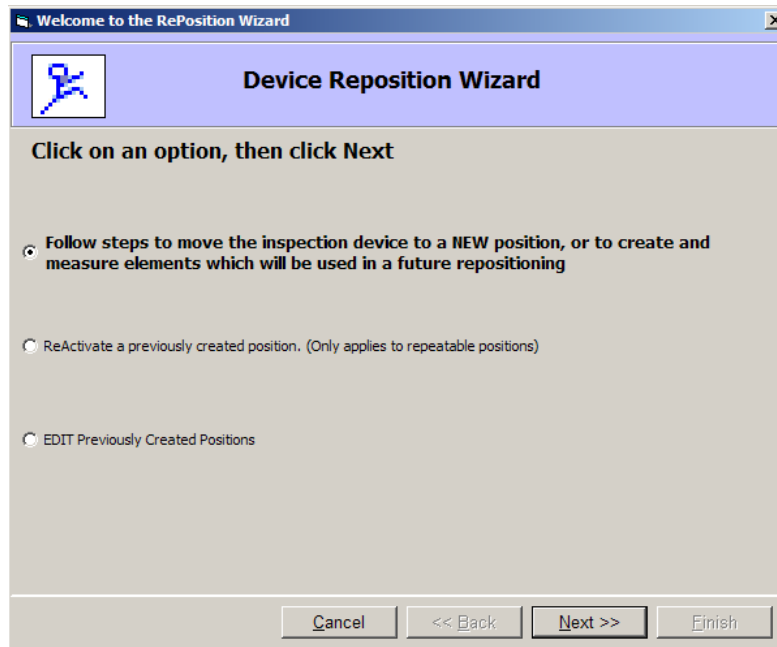 Welcome to the RePosition Wizard
Device Reposition Wizard
Click on an option, then click Next
Follow steps to move the inspection device to a NEW position, or to create and
measure elements which will be used in a future repositioning
ReActivate a previously created position. (Only applies to repeatable positions)
EDIT Previously Created Positions
Cancel << Back Next >> Finish